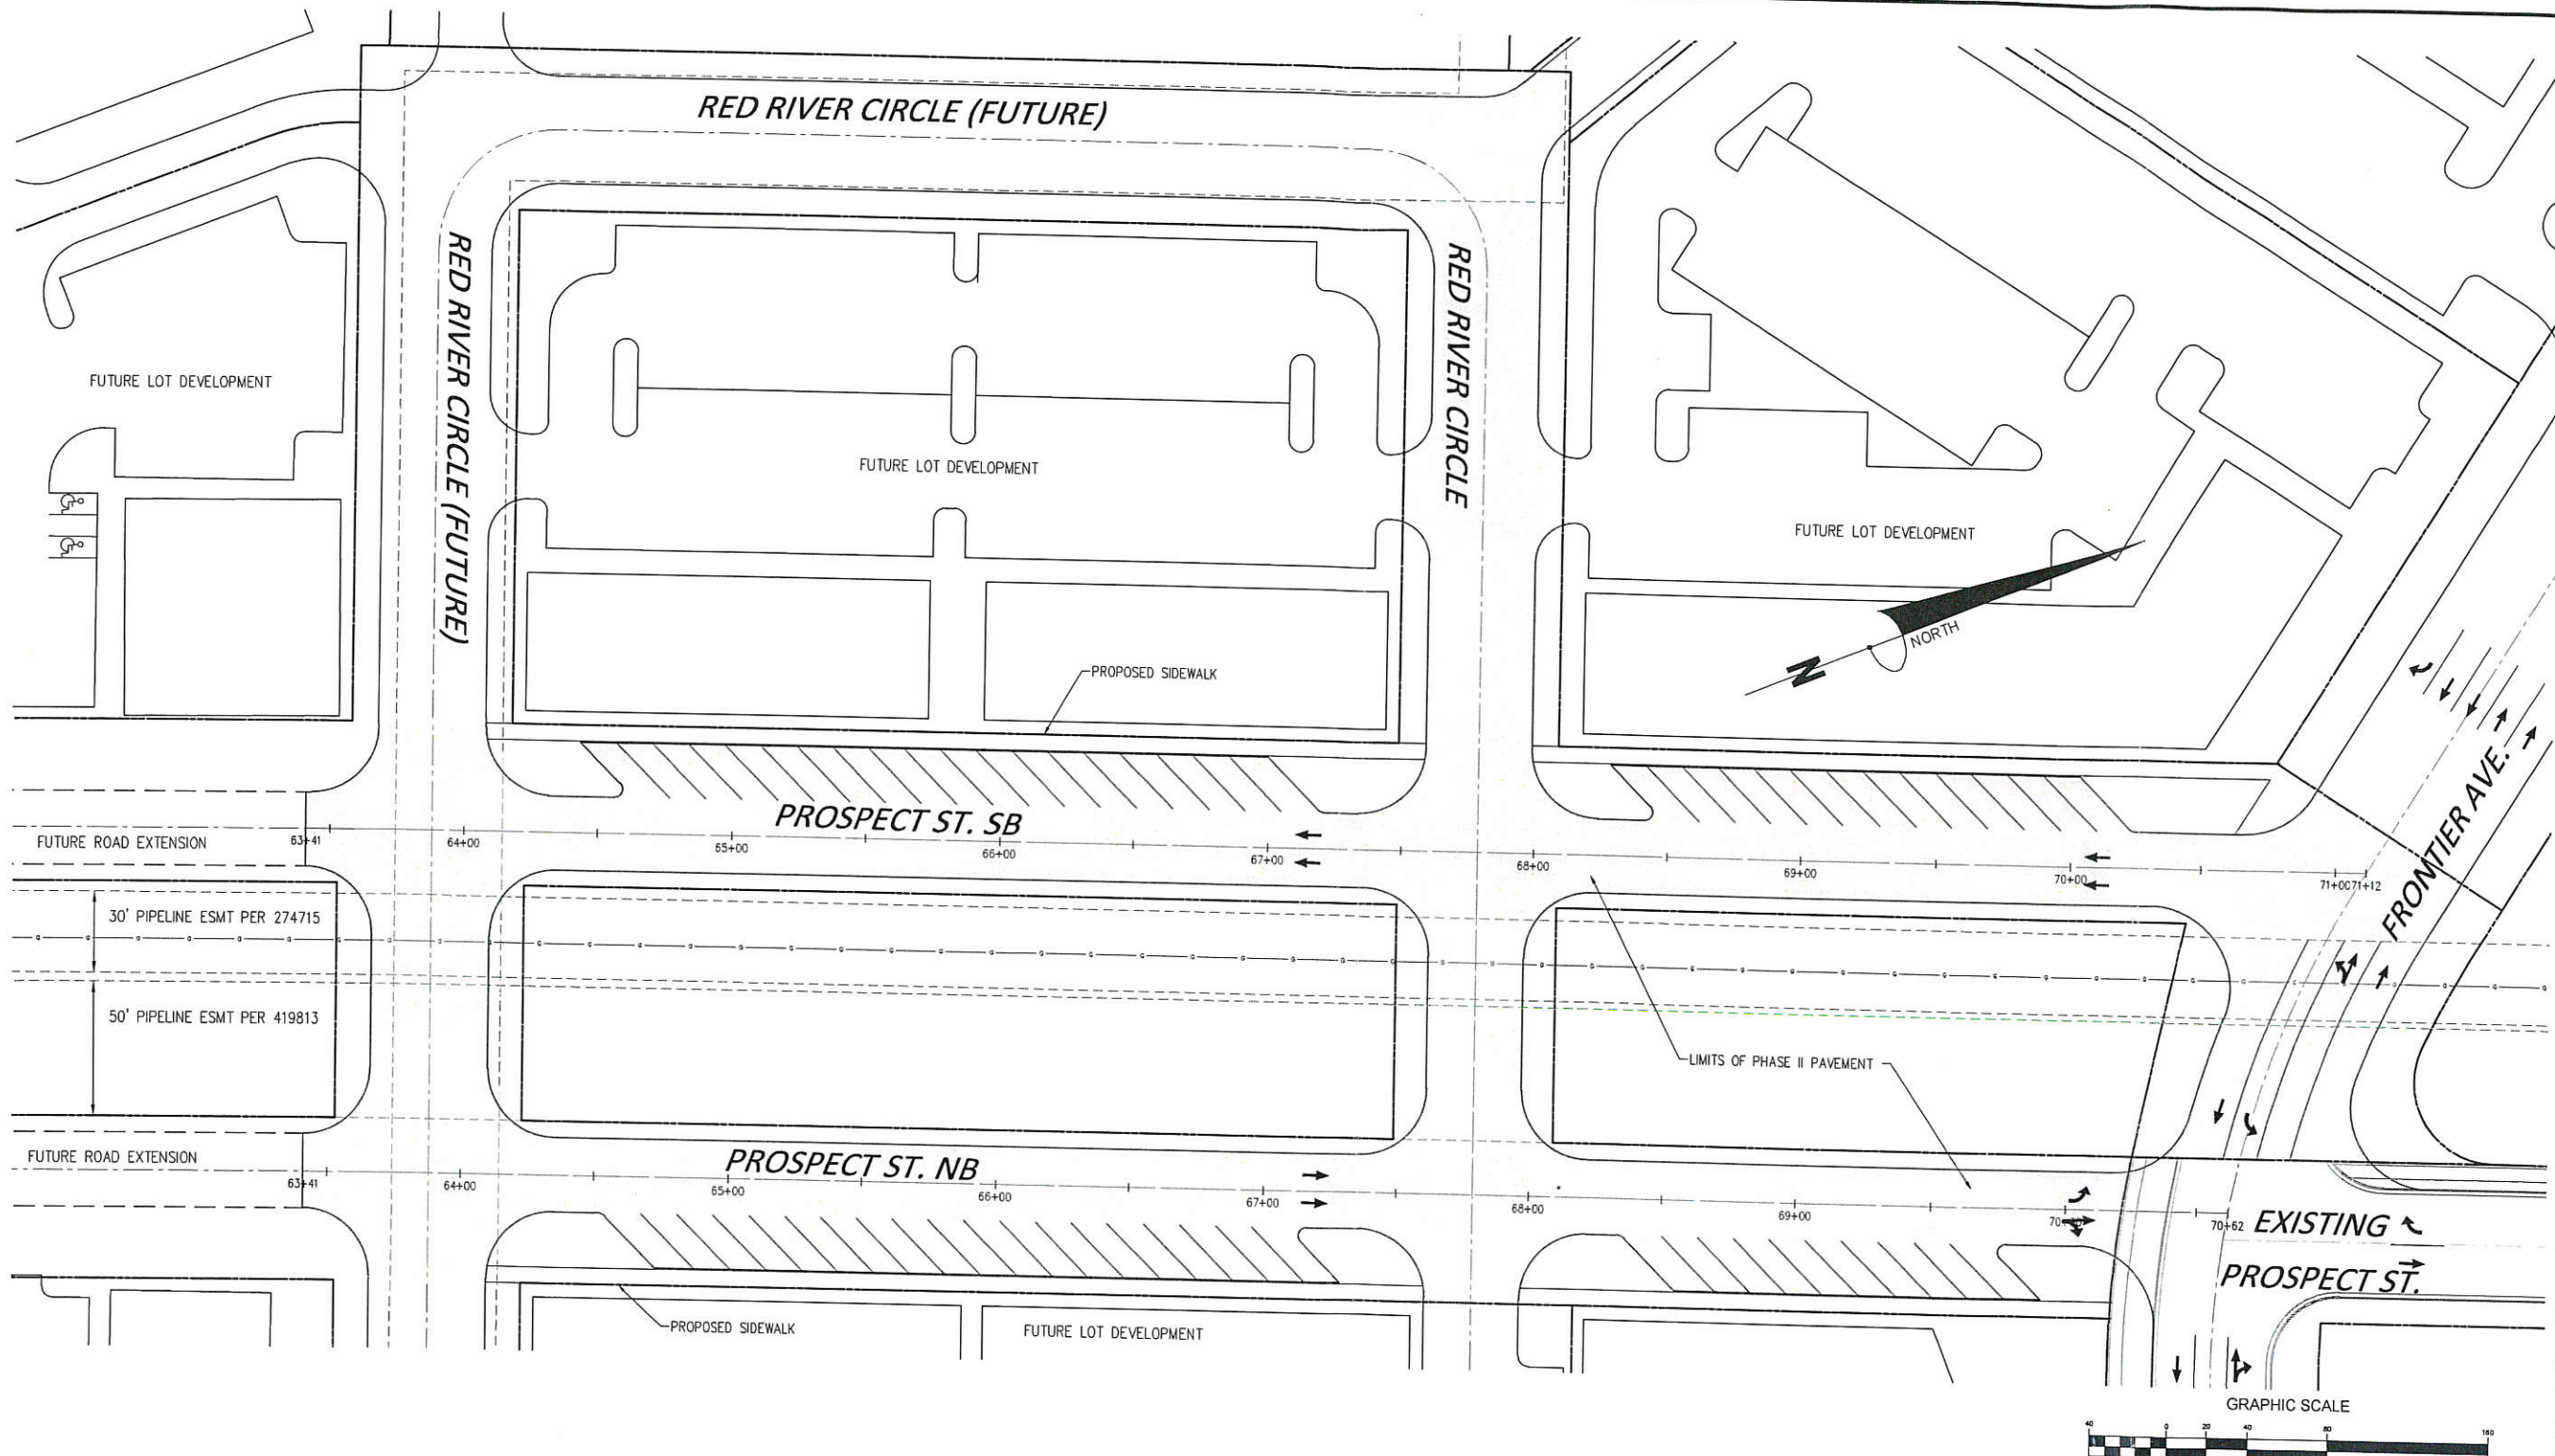 RED RIVER CIRCLE (FUTURE)
RED RIVER CIRCLE (FUTURE)
RED RIVER CIRCLE
FUTURE LOT DEVELOPMENT
FUTURE LOT DEVELOPMENT
FUTURE LOT DEVELOPMENT
NORTH
N
PROPOSED SIDEWALK
FRONTIER AVE.
PROSPECT ST. SB
FUTURE ROAD EXTENSION
63+41
64+00
65+00
66+00
67+00
68+00
69+00
70+00
71+00
71+12
30' PIPELINE ESMT PER 274715
50' PIPELINE ESMT PER 419813
LIMITS OF PHASE II PAVEMENT
FUTURE ROAD EXTENSION
PROSPECT ST. NB
63+41
64+00
65+00
66+00
67+00
68+00
69+00
70+62
EXISTING
PROSPECT ST.
PROPOSED SIDEWALK
FUTURE LOT DEVELOPMENT
GRAPHIC SCALE
40 0 20 40 80 160